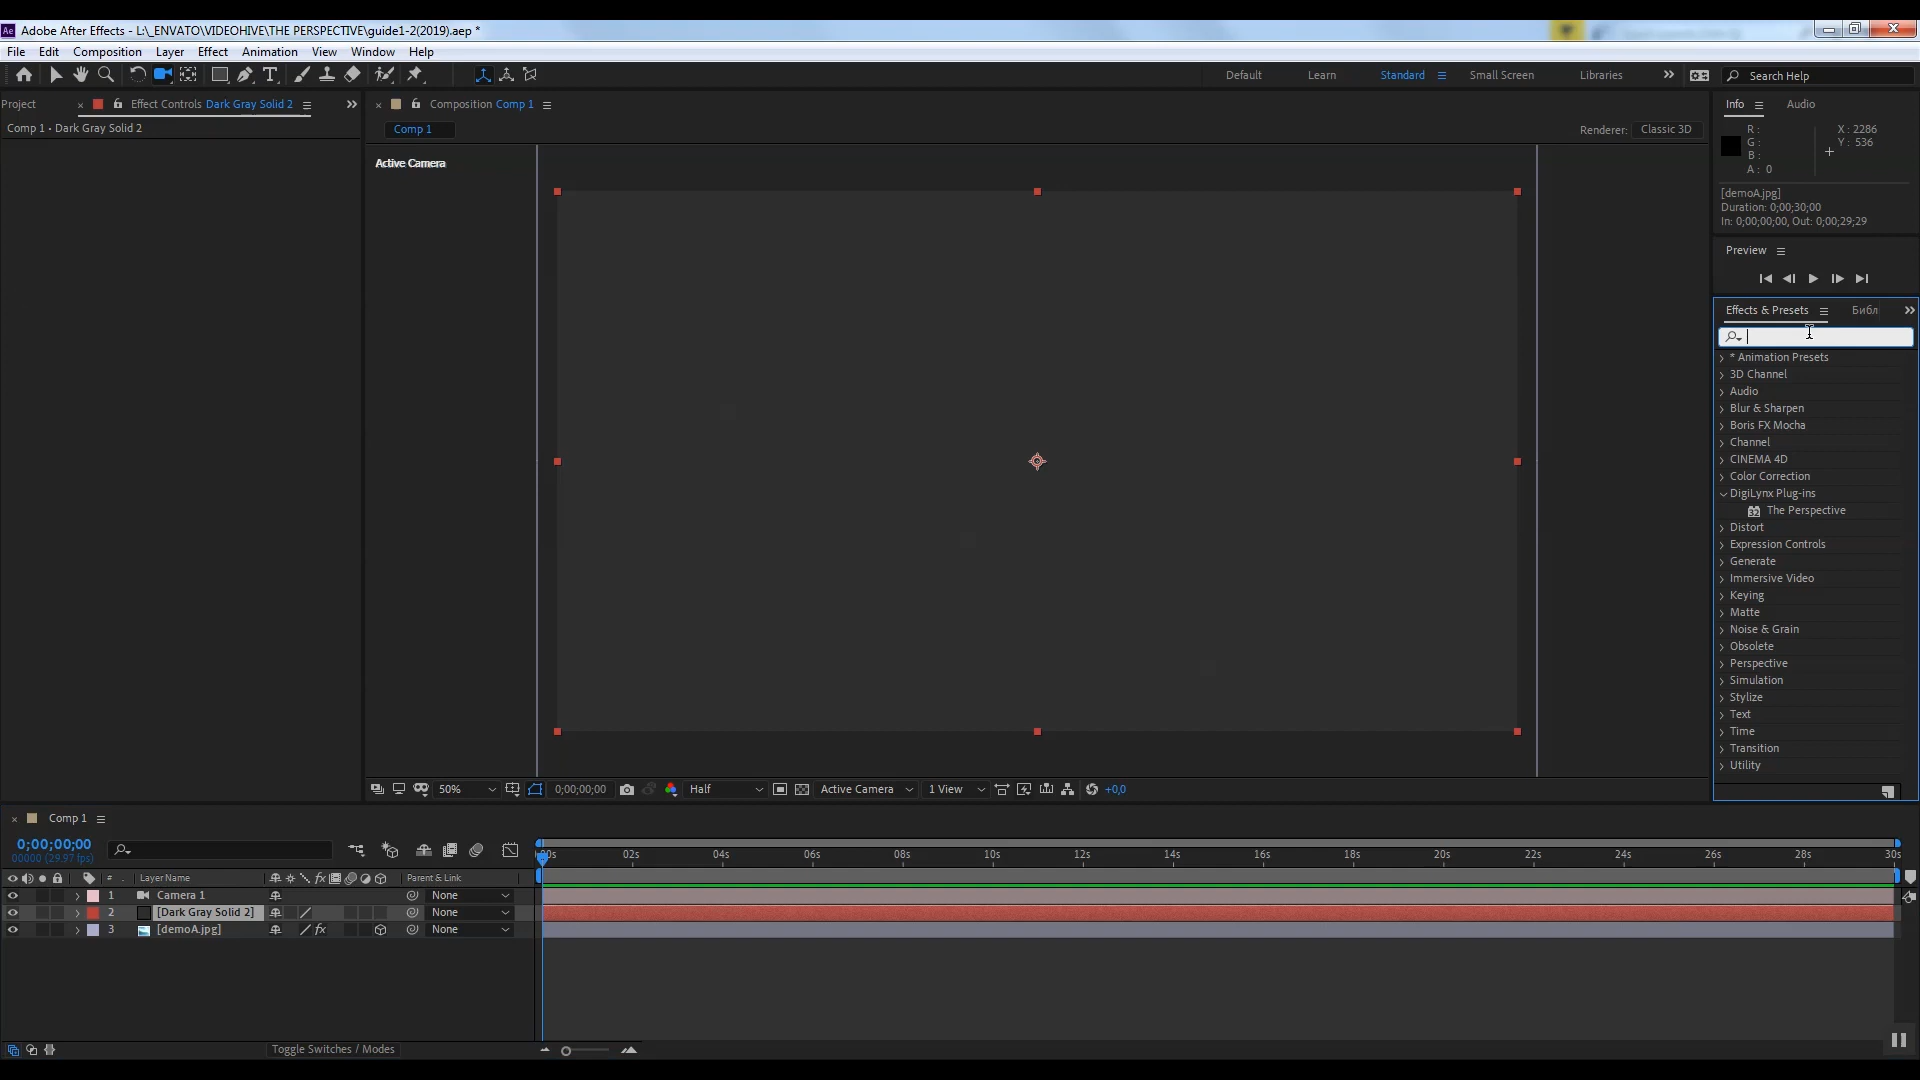 Adobe After Effects - L:\_ENVATO\VIDEOHIVE\THE PERSPECTIVE\guide1-2(2019).aep *
File Edit Composition Layer Effect Animation View Window Help
Default Learn Standard Small Screen Libraries Search Help
Project Effect Controls Dark Gray Solid 2
Comp 1 • Dark Gray Solid 2
Composition Comp 1
Comp 1
Renderer: Classic 3D
Active Camera
50% 0;00;00;00 Half Active Camera 1 View +0,0
Info Audio
R : X : 2286
G : Y : 536
B :
A : 0
[demoA.jpg]
Duration: 0;00;30;00
In: 0;00;00;00, Out: 0;00;29;29
Preview
Effects & Presets Библ
* Animation Presets
3D Channel
Audio
Blur & Sharpen
Boris FX Mocha
Channel
CINEMA 4D
Color Correction
DigiLynx Plug-ins
32 The Perspective
Distort
Expression Controls
Generate
Immersive Video
Keying
Matte
Noise & Grain
Obsolete
Perspective
Simulation
Stylize
Text
Time
Transition
Utility
Comp 1
0;00;00;00
00000 (29.97 fps)
00s 02s 04s 06s 08s 10s 12s 14s 16s 18s 20s 22s 24s 26s 28s 30s
# Layer Name fx Parent & Link
1 Camera 1 None
2 [Dark Gray Solid 2] None
3 [demoA.jpg] fx None
Toggle Switches / Modes